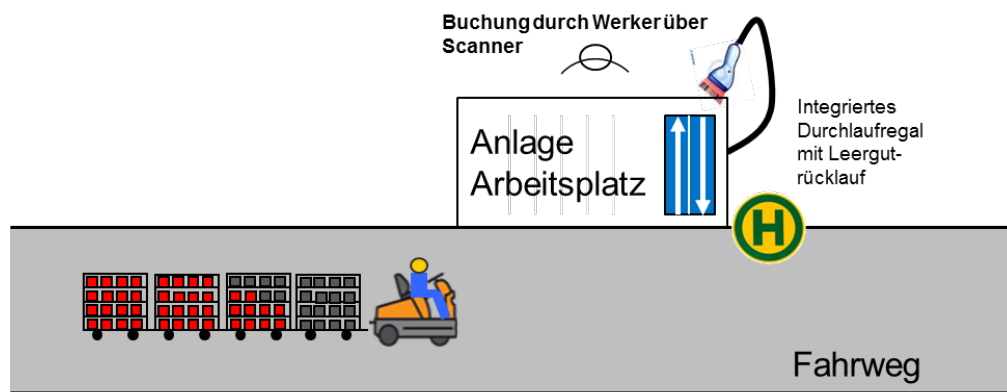 Buchung durch Werker über
Scanner
Integriertes
Durchlaufregal
mit Leergut-
rücklauf
Anlage
Arbeitsplatz
H
Fahrweg